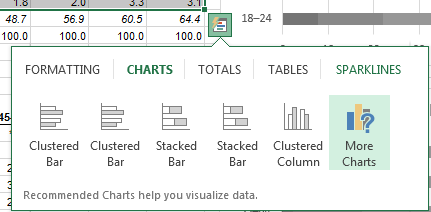 1.8 2.0 3.3 3.1
48.7 56.9 60.5 64.4
100.0 100.0 100.0 100.0
18–24
FORMATTING CHARTS TOTALS TABLES SPARKLINES
Clustered Bar
Clustered Bar
Stacked Bar
Stacked Bar
Clustered Column
More Charts
Recommended Charts help you visualize data.